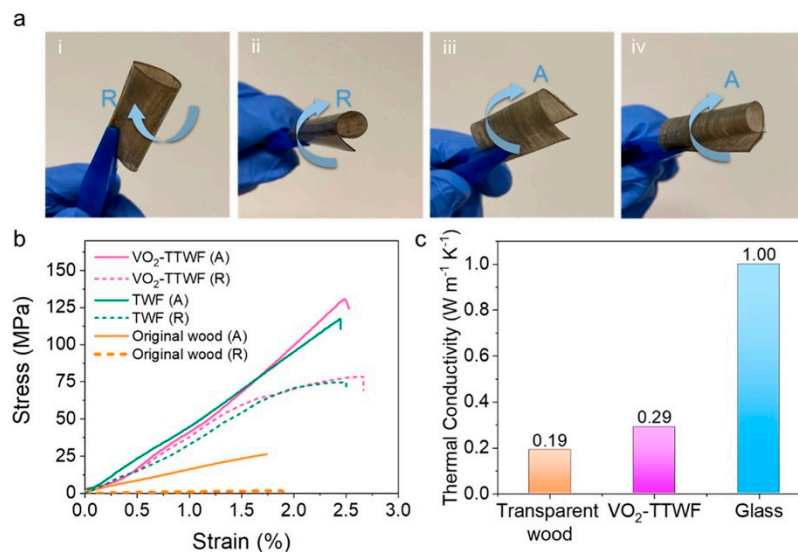 a
i
ii
iii
iv
R
R
A
A
b
VO₂-TTWF (A)
VO₂-TTWF (R)
TWF (A)
TWF (R)
Original wood (A)
Original wood (R)
Stress (MPa)
150
125
100
75
50
25
0
0.0 0.5 1.0 1.5 2.0 2.5 3.0
Strain (%)
c
Thermal Conductivity (W m⁻¹ K⁻¹)
1.0
0.8
0.6
0.4
0.2
0.0
0.19
0.29
1.00
Transparent
wood
VO₂-TTWF
Glass